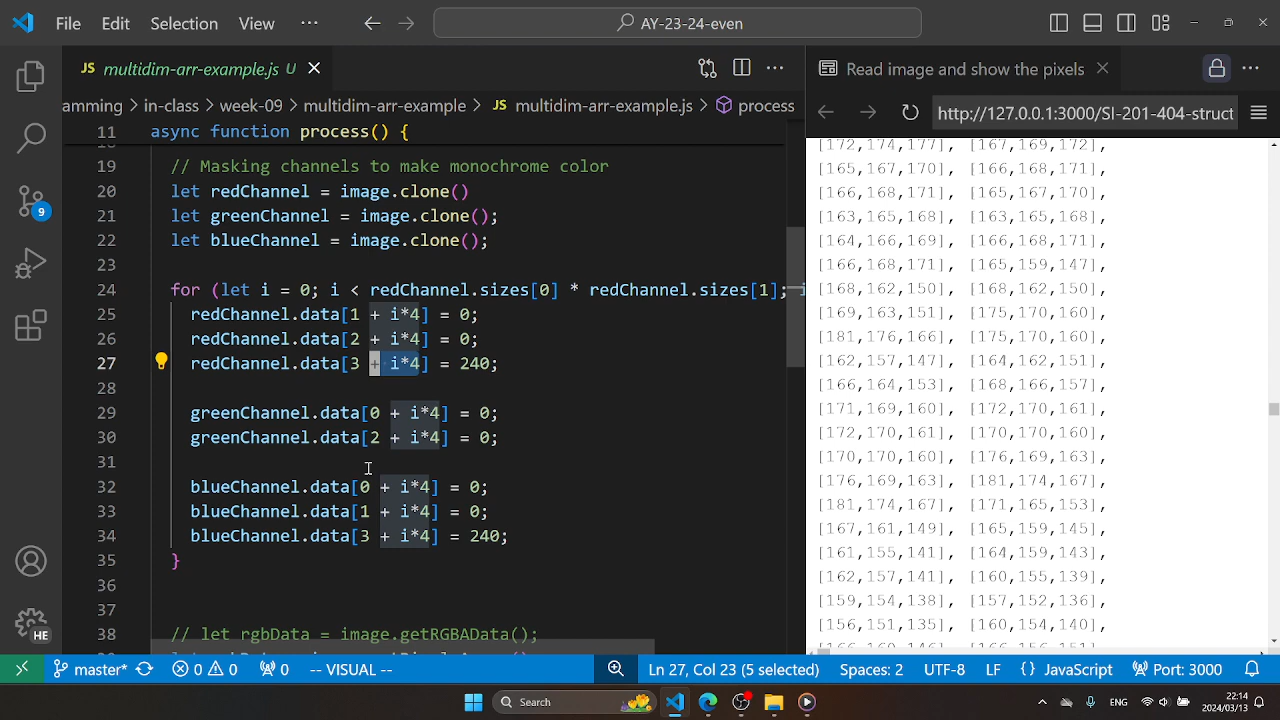 File Edit Selection View ··· AY-23-24-even
JS multidim-arr-example.js U
Read image and show the pixels
amming > in-class > week-09 > multidim-arr-example > JS multidim-arr-example.js > process
http://127.0.0.1:3000/SI-201-404-struct
11 async function process() {
19 // Masking channels to make monochrome color
20 let redChannel = image.clone()
21 let greenChannel = image.clone();
22 let blueChannel = image.clone();
23
24 for (let i = 0; i < redChannel.sizes[0] * redChannel.sizes[1]; i
25 redChannel.data[1 + i*4] = 0;
26 redChannel.data[2 + i*4] = 0;
27 redChannel.data[3 + i*4] = 240;
28
29 greenChannel.data[0 + i*4] = 0;
30 greenChannel.data[2 + i*4] = 0;
31
32 blueChannel.data[0 + i*4] = 0;
33 blueChannel.data[1 + i*4] = 0;
34 blueChannel.data[3 + i*4] = 240;
35 }
36
37
38 // let rgbData = image.getRGBAData();
[172,174,177], [167,169,172],
[165,167,170], [166,168,171],
[166,168,171], [165,167,170],
[163,165,168], [163,165,168],
[164,166,169], [166,168,171],
[166,168,171], [165,159,147],
[168,162,150], [168,162,150],
[169,163,151], [175,170,160],
[181,176,166], [175,170,160],
[162,157,147], [164,162,151],
[166,164,153], [168,166,157],
[171,169,160], [172,170,161],
[172,170,161], [170,170,160],
[170,170,160], [176,169,163],
[176,169,163], [181,174,167],
[181,174,167], [171,165,153],
[167,161,149], [165,159,145],
[161,155,141], [164,159,143],
[162,157,141], [160,155,139],
[159,154,138], [157,152,136],
[156,151,135], [160,154,140],
9
HE
master* 0 0 0 -- VISUAL -- Ln 27, Col 23 (5 selected) Spaces: 2 UTF-8 LF {} JavaScript Port: 3000
Search
ENG
22:14
2024/03/13